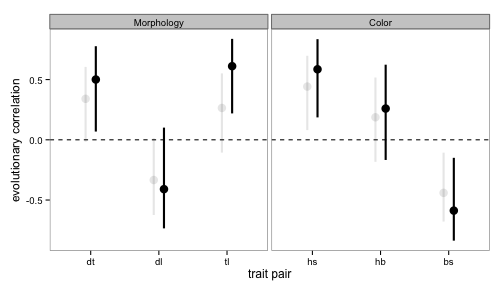 Morphology Color
evolutionary correlation
0.5
0.0
-0.5
dt dl tl hs hb bs
trait pair